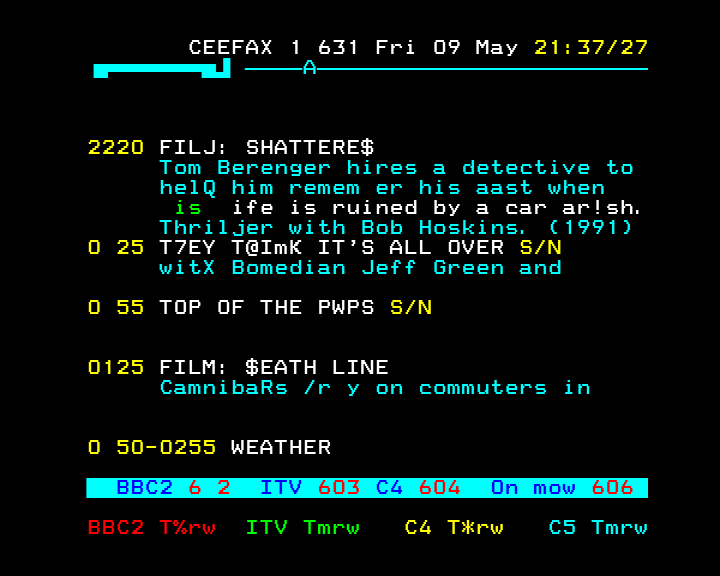 CEEFAX 1 631 Fri 09 May 21:37/27
A
2220 FILJ: SHATTERE$
Tom Berenger hires a detective to
helQ him remem er his aast when
is  ife is ruined by a car ar!sh.
Thriljer with Bob Hoskins. (1991)
0 25 T7EY T@ImK IT'S ALL OVER S/N
witX Bomedian Jeff Green and
0 55 TOP OF THE PWPS S/N
0125 FILM: $EATH LINE
CamnibaRs /r y on commuters in
0 50-0255 WEATHER
BBC2 6 2  ITV 603 C4 604  On mow 606
BBC2 T%rw  ITV Tmrw  C4 T*rw  C5 Tmrw